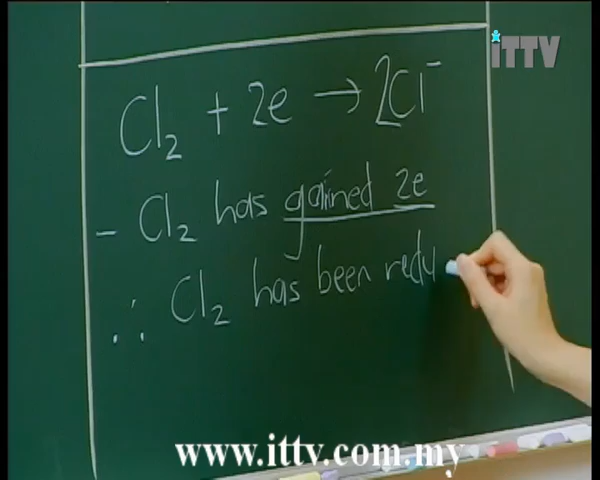 iTTV
Cl₂ + 2e → 2Cl⁻
- Cl₂ has gained 2e
∴ Cl₂ has been redu
www.ittv.com.my